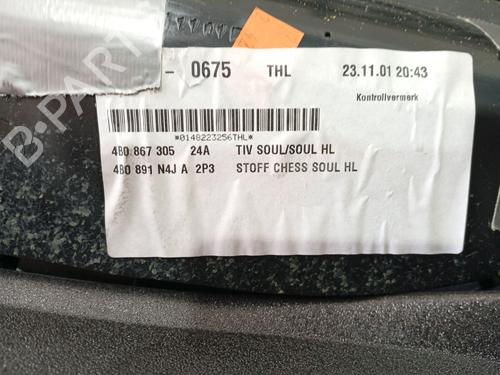 - 0675 THL 23.11.01 20:43
Kontrollvermerk
*0148223256THL*
4B0 867 305 24A TIV SOUL/SOUL HL
4B0 891 N4J A 2P3 STOFF CHESS SOUL HL
B-PARTS